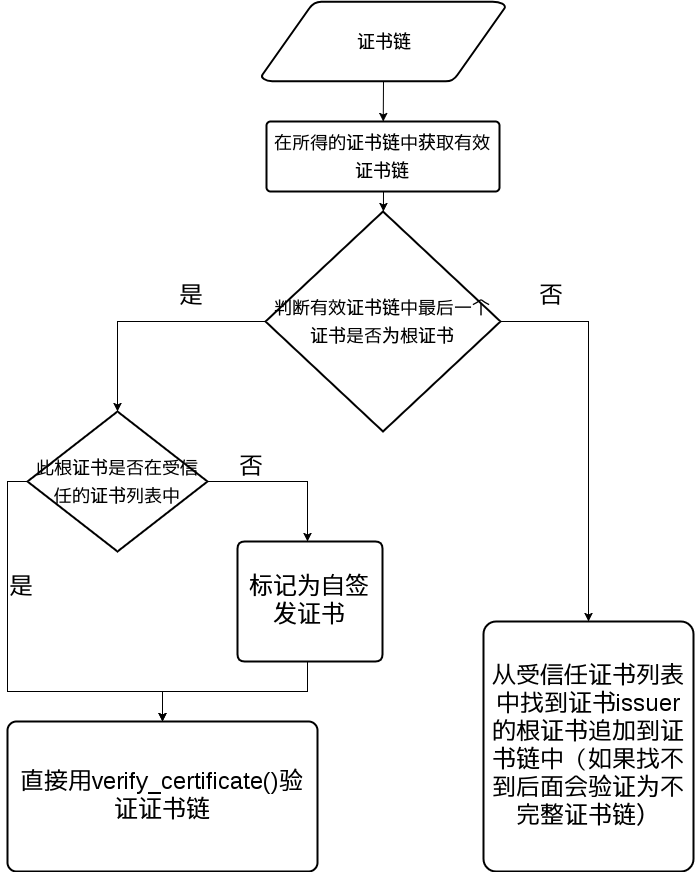 证书链
在所得的证书链中获取有效
证书链
是
否
判断有效证书链中最后一个
证书是否为根证书
此根证书是否在受信
任的证书列表中
否
是
标记为自签
发证书
从受信任证书列表
中找到证书issuer
的根证书追加到证
书链中（如果找不
到后面会验证为不
完整证书链）
直接用verify_certificate()验
证证书链